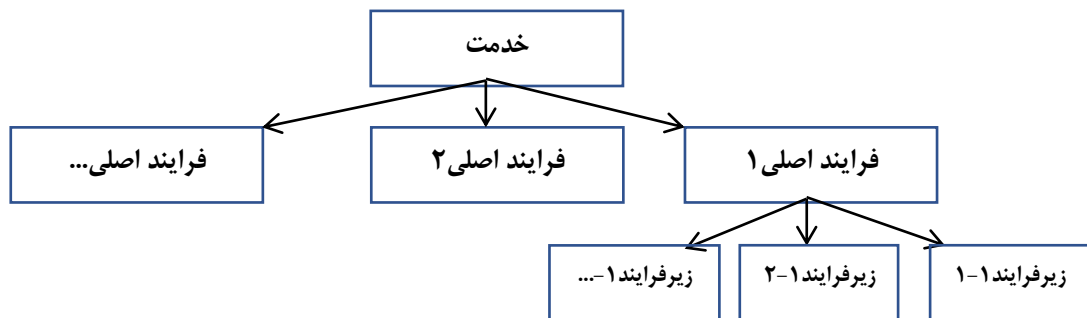 خدمت
فرایند اصلی۱
فرایند اصلی۲
فرایند اصلی...
زیرفرایند۱-۱
زیرفرایند۱-۲
زیرفرایند۱-...